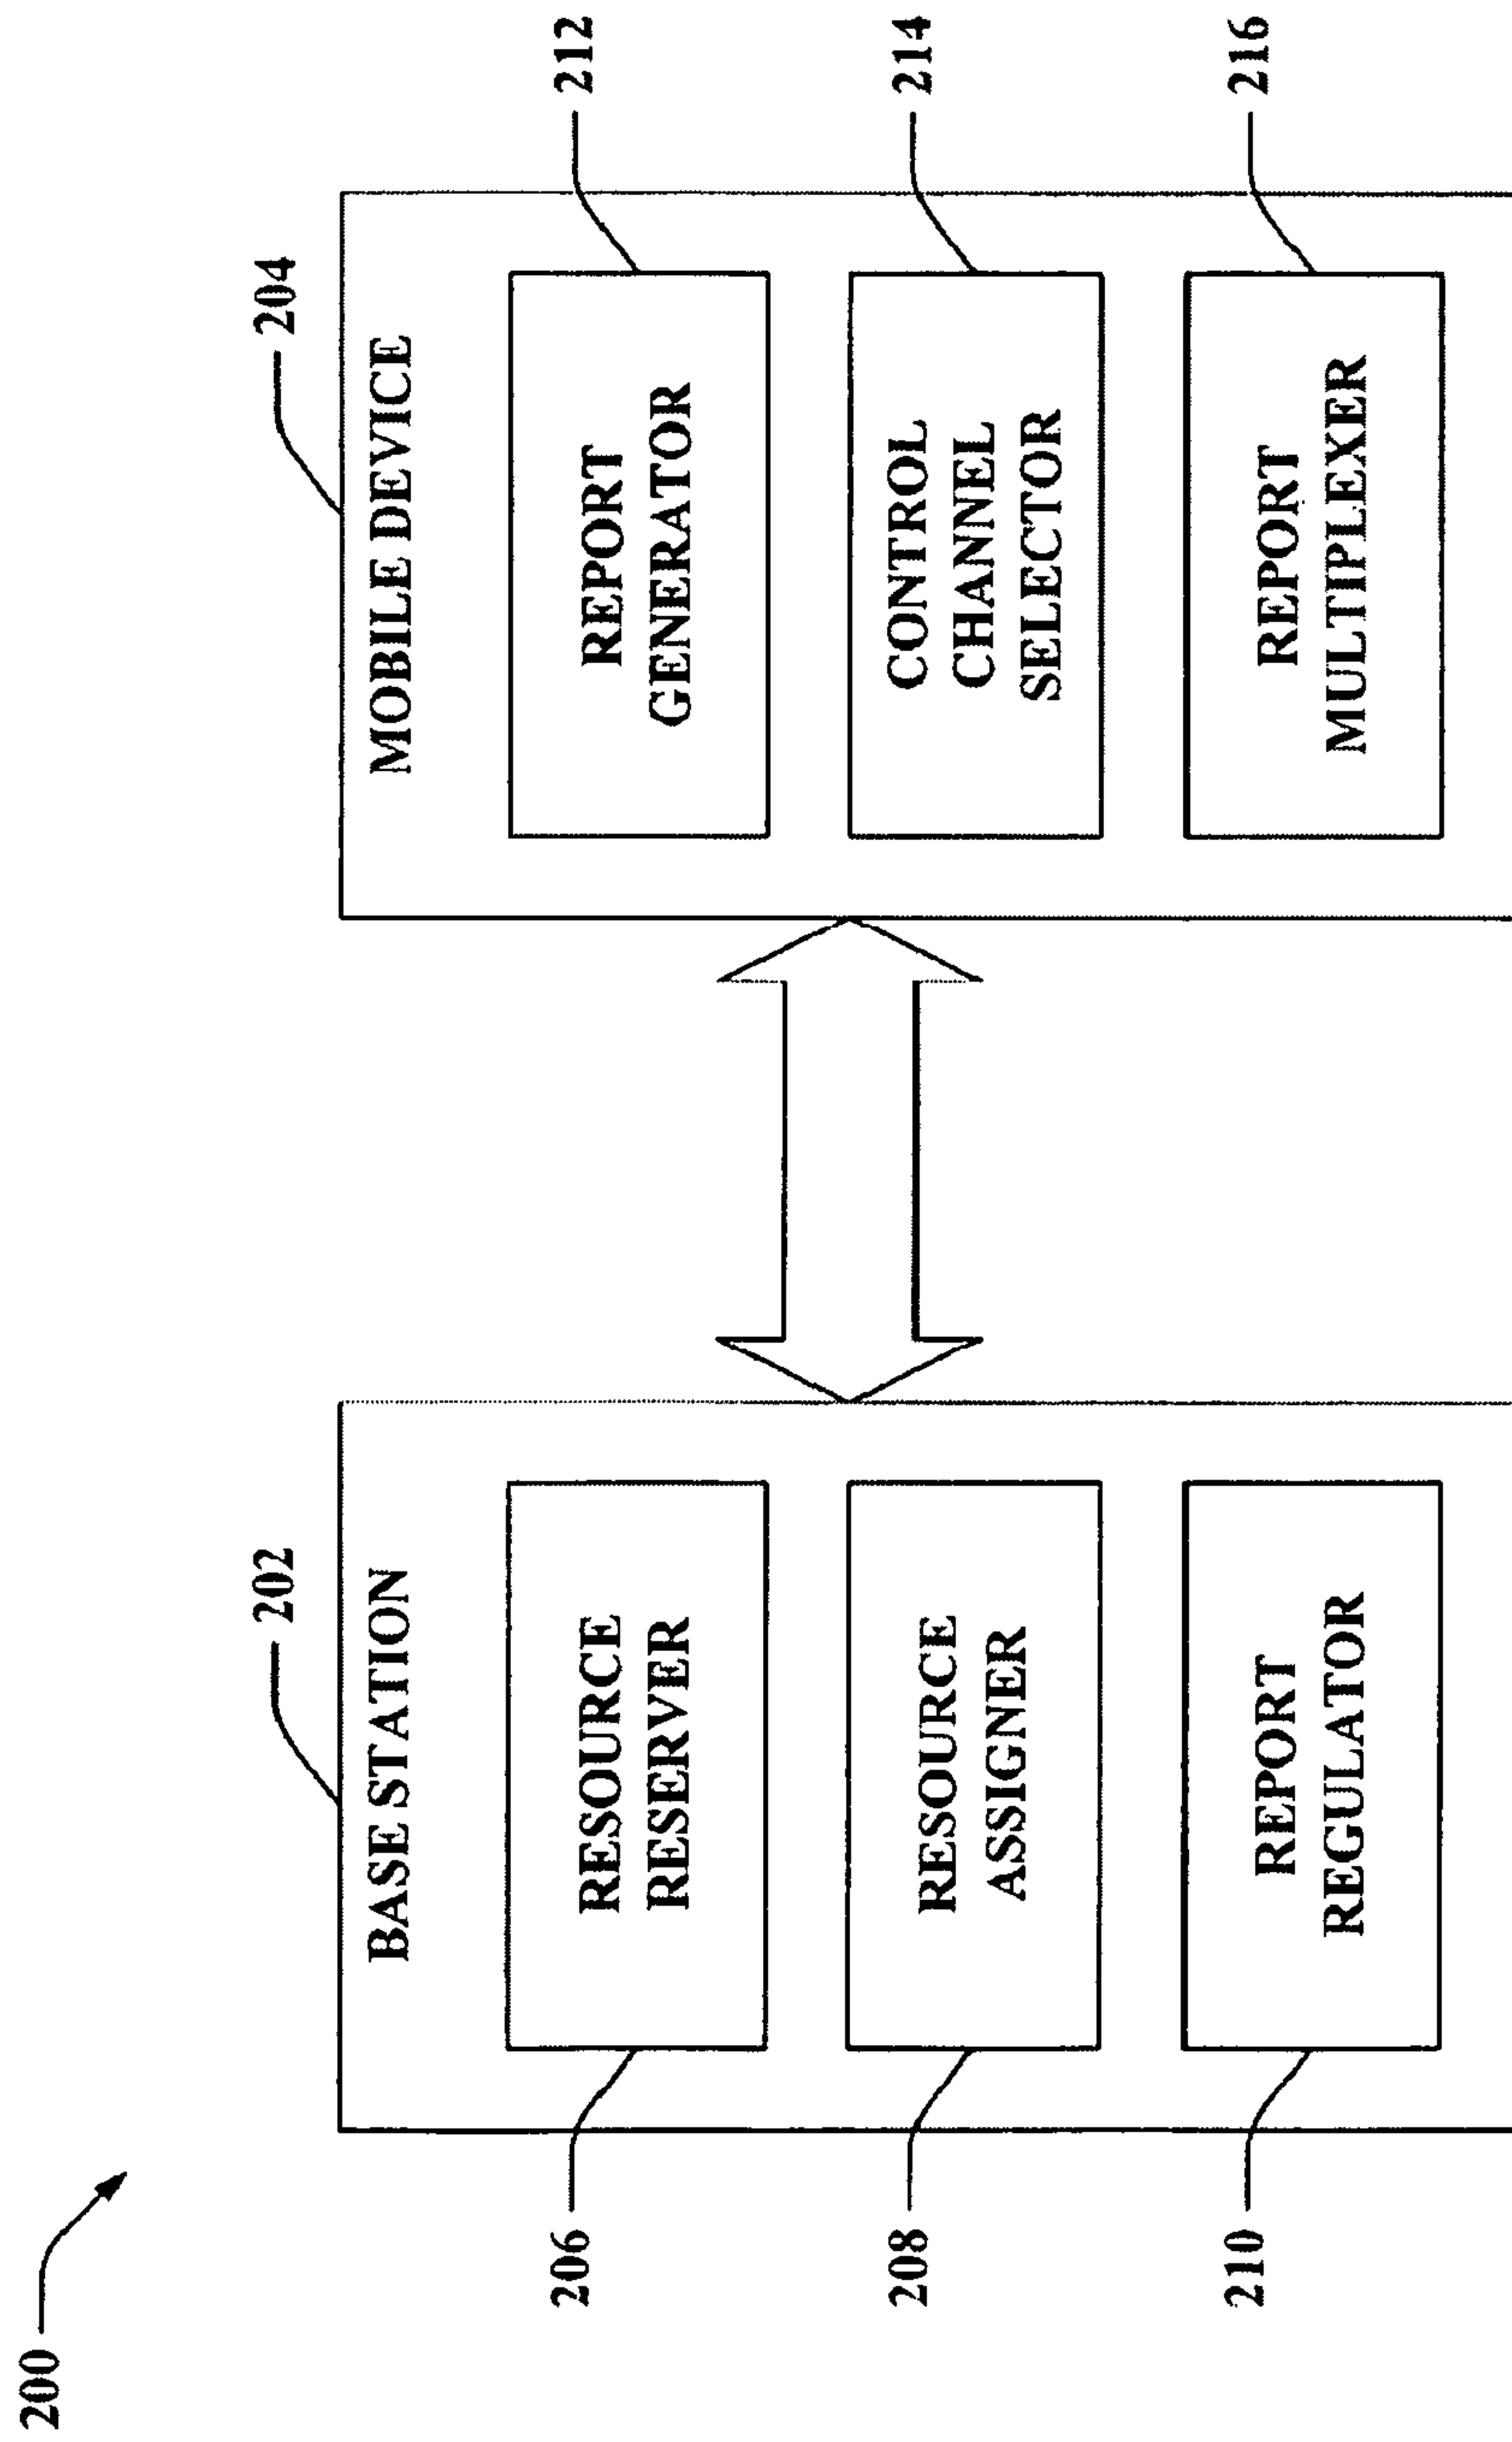 200
202
BASE STATION
206
RESOURCE
RESERVER
208
RESOURCE
ASSIGNER
210
REPORT
REGULATOR
204
MOBILE DEVICE
REPORT
GENERATOR
212
CONTROL
CHANNEL
SELECTOR
214
REPORT
MULTIPLEXER
216